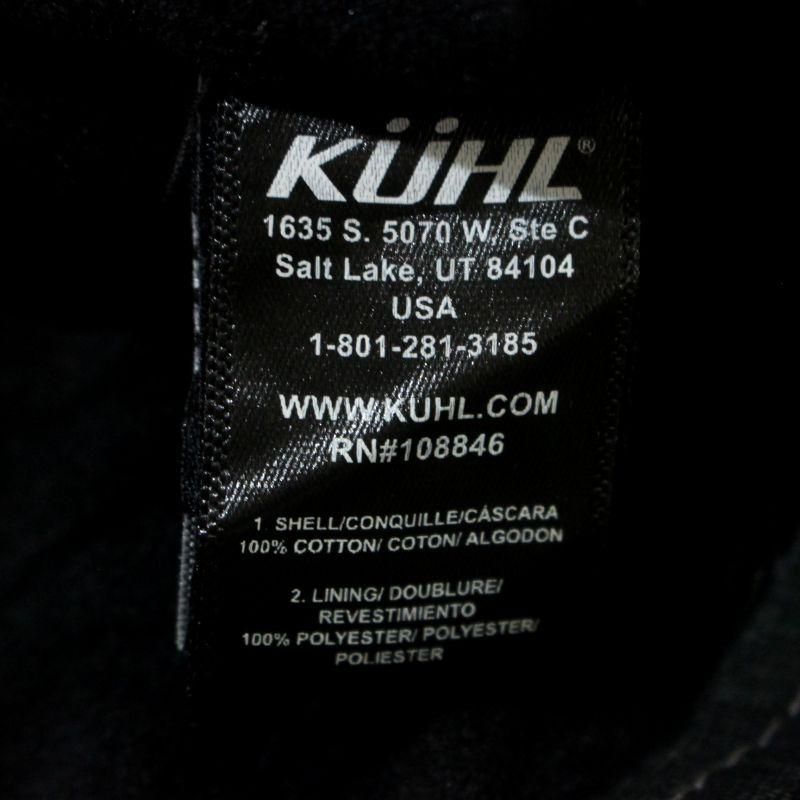 KÜHL®
1635 S. 5070 W, Ste C
Salt Lake, UT 84104
USA
1-801-281-3185
WWW.KUHL.COM
RN#108846
1. SHELL/CONQUILLE/CÁSCARA
100% COTTON/ COTON/ ALGODON
2. LINING/ DOUBLURE/
REVESTIMIENTO
100% POLYESTER/ POLYESTER/
POLIESTER